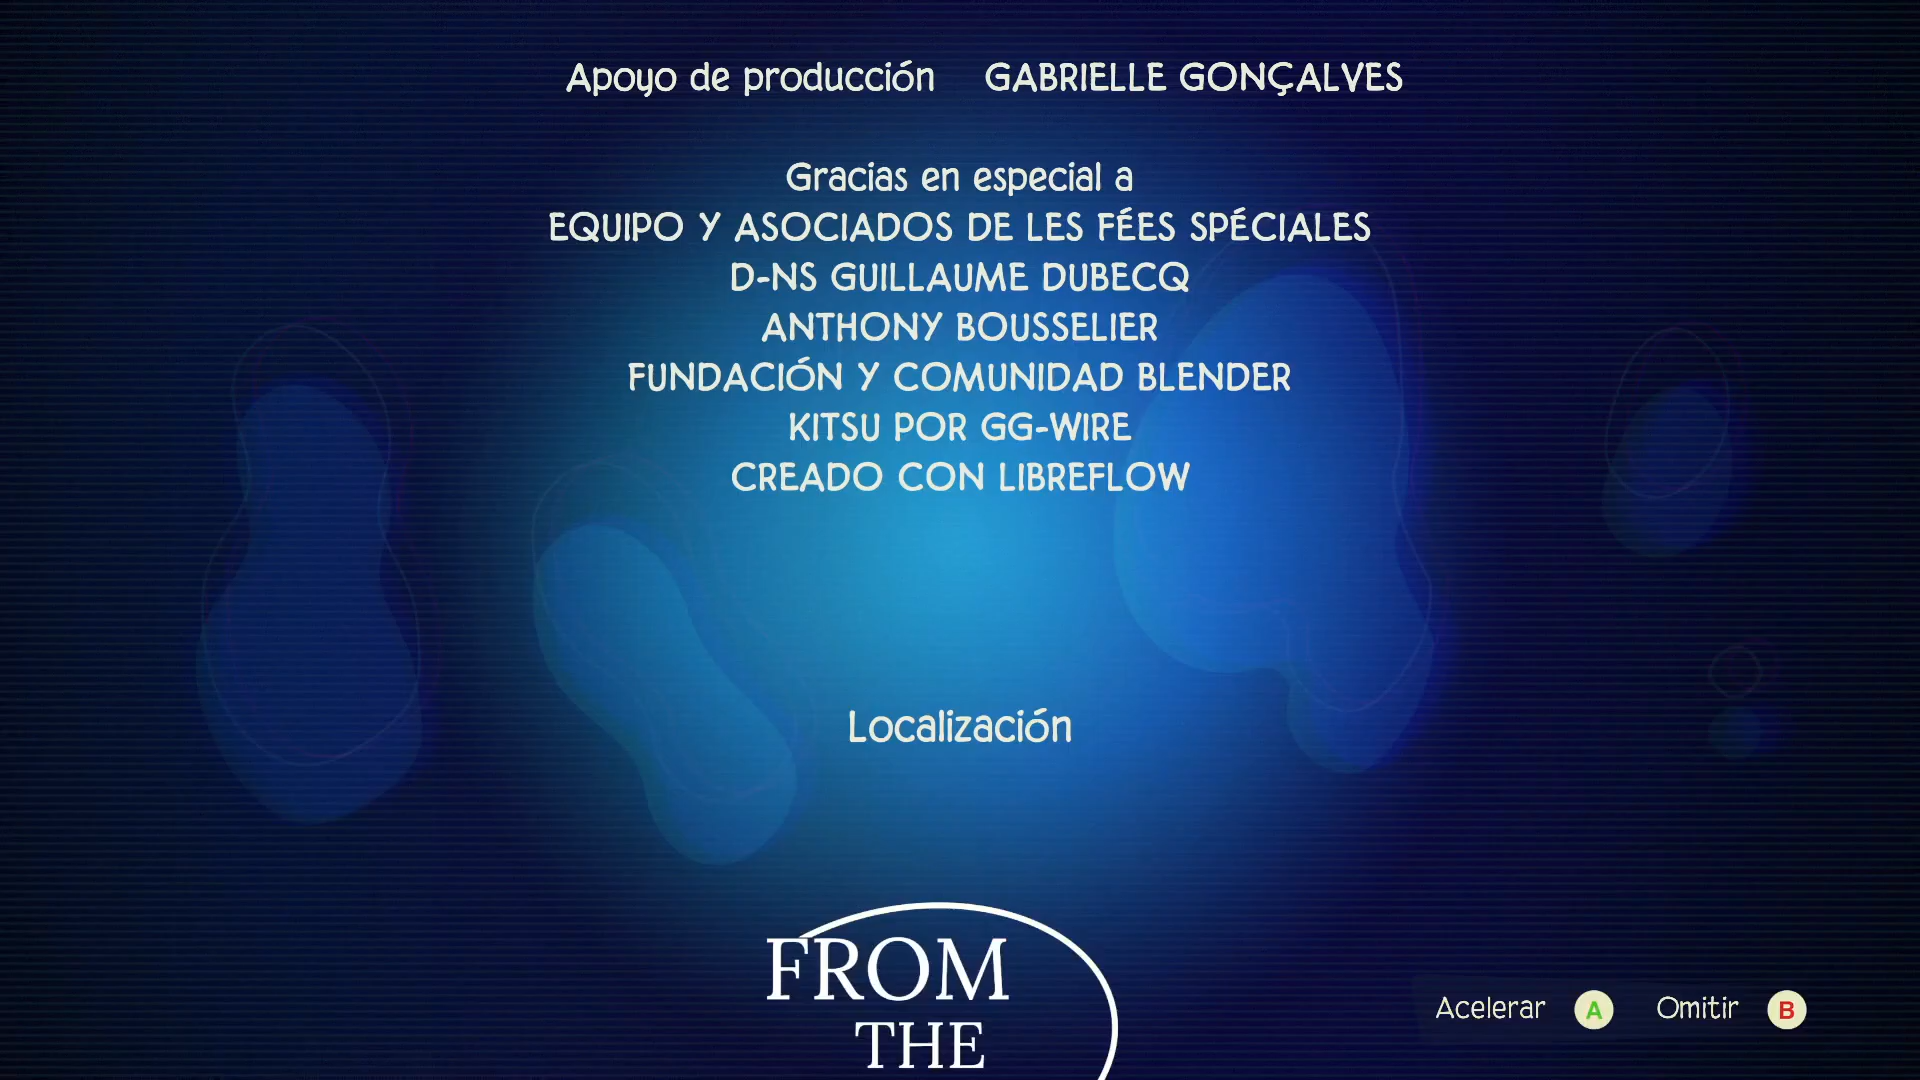 Apoyo de producción GABRIELLE GONÇALVES
Gracias en especial a
EQUIPO Y ASOCIADOS DE LES FÉES SPÉCIALES
D-NS GUILLAUME DUBECQ
ANTHONY BOUSSELIER
FUNDACIÓN Y COMUNIDAD BLENDER
KITSU POR GG-WIRE
CREADO CON LIBREFLOW
Localización
FROM
THE
Acelerar A Omitir B